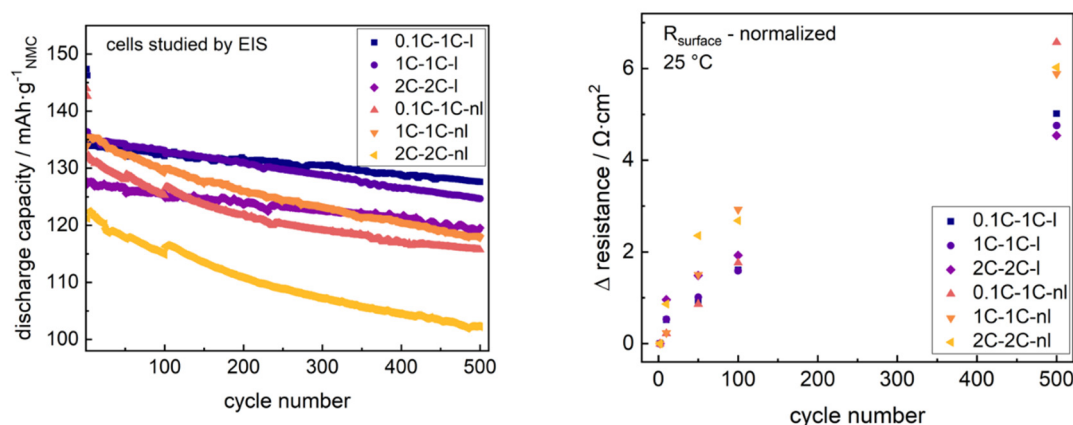 discharge capacity / mAh·g⁻¹NMC
150
140
130
120
110
100
cells studied by EIS
0.1C-1C-l
1C-1C-l
2C-2C-l
0.1C-1C-nl
1C-1C-nl
2C-2C-nl
0 100 200 300 400 500
cycle number
Δ resistance / Ω·cm²
6
4
2
0
Rsurface - normalized
25 °C
0.1C-1C-l
1C-1C-l
2C-2C-l
0.1C-1C-nl
1C-1C-nl
2C-2C-nl
0 100 200 300 400 500
cycle number